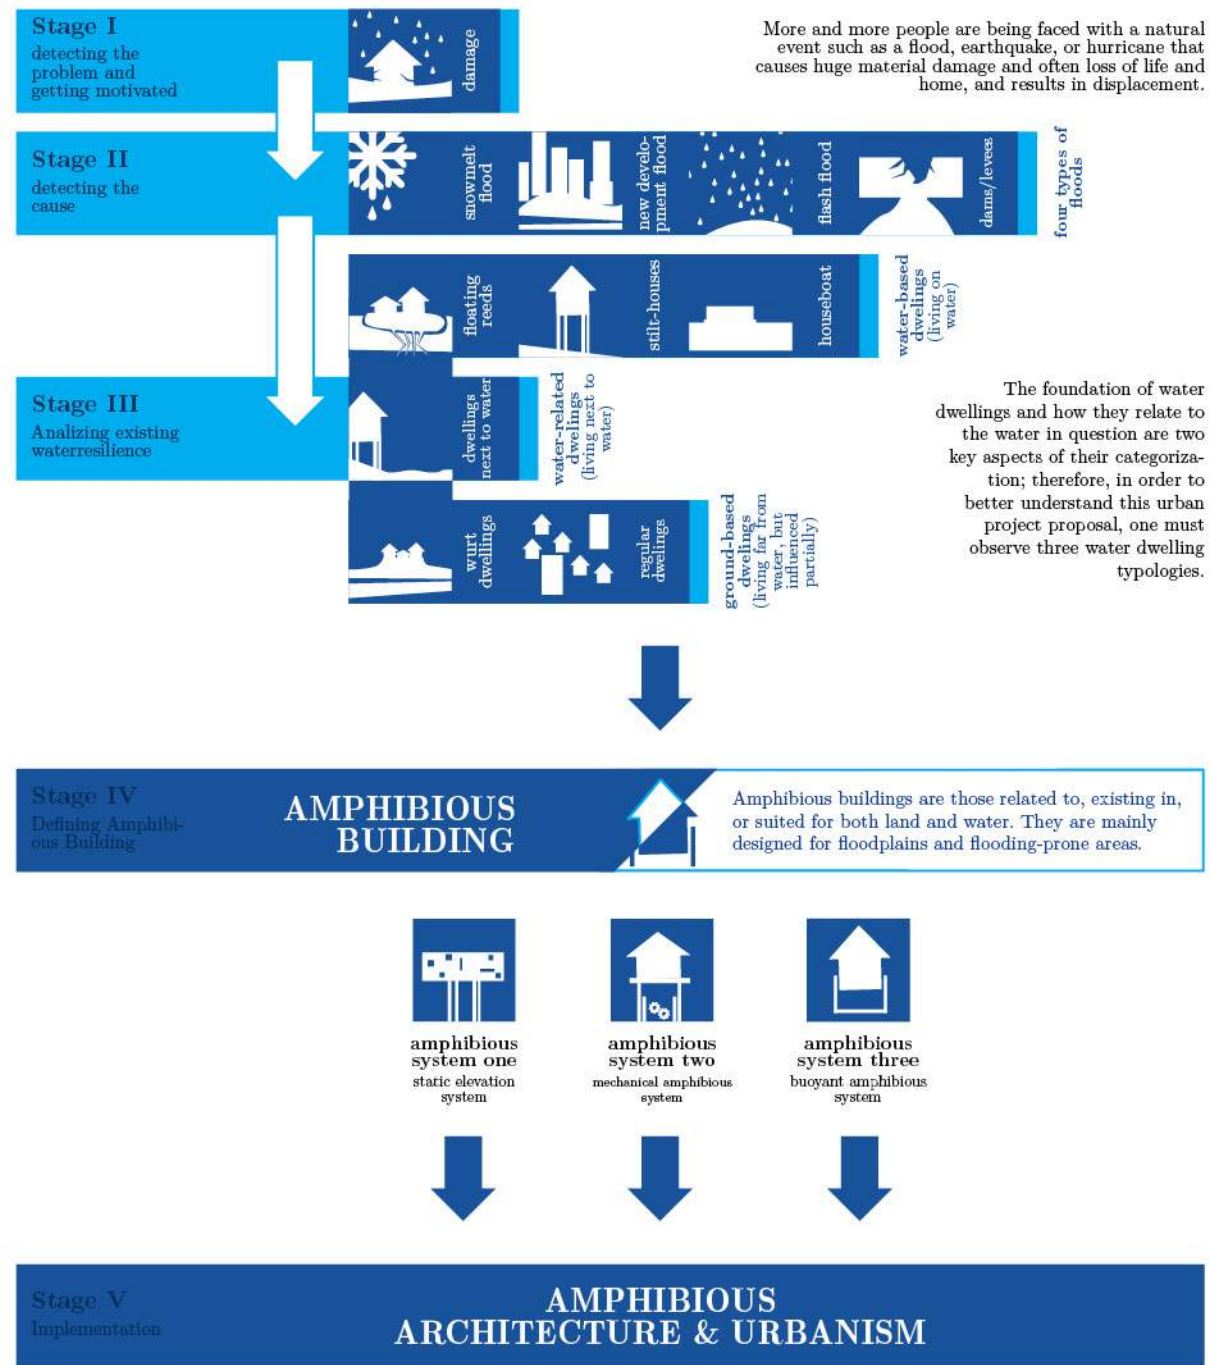 Stage I
detecting the
problem and
getting motivated
damage
More and more people are being faced with a natural
event such as a flood, earthquake, or hurricane that
causes huge material damage and often loss of life and
home, and results in displacement.
Stage II
detecting the
cause
snowmelt
flood
new develo-
pment flood
flash flood
dams/levees
four types of
floods
floating
reeds
stilt-houses
houseboat
water-based
dwelings
(living on
water)
Stage III
Analizing existing
waterresilience
dwellings
next to water
water-related
dwelings
(living next to
water)
The foundation of water
dwellings and how they relate to
the water in question are two
key aspects of their categoriza-
tion; therefore, in order to
better understand this urban
project proposal, one must
observe three water dwelling
typologies.
wurt
dwellings
regular
dwelings
ground-based
dwelings
(living far from
water, but
influenced
partially)
Stage IV
Defining Amphibi-
ous Building
AMPHIBIOUS
BUILDING
Amphibious buildings are those related to, existing in,
or suited for both land and water. They are mainly
designed for floodplains and flooding-prone areas.
amphibious
system one
static elevation
system
amphibious
system two
mechanical amphibious
system
amphibious
system three
buoyant amphibious
system
Stage V
Implementation
AMPHIBIOUS
ARCHITECTURE & URBANISM